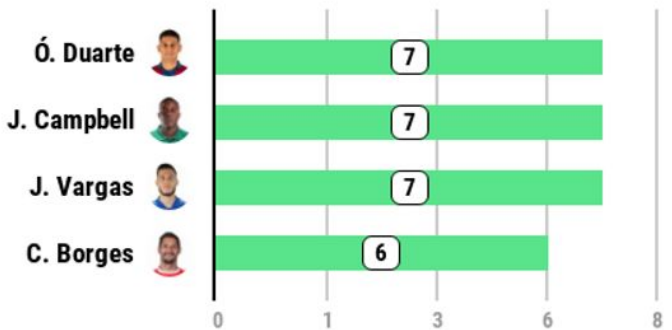 Ó. Duarte 7
J. Campbell 7
J. Vargas 7
C. Borges 6
0 1 3 6 8